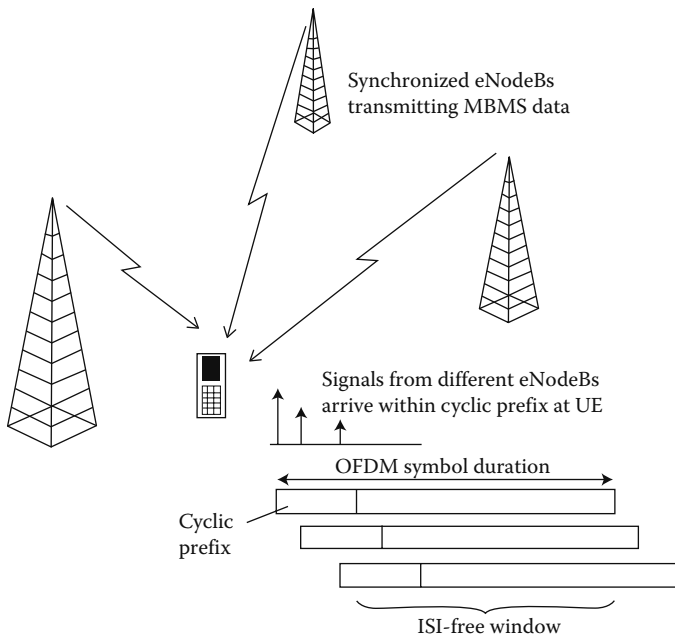 Synchronized eNodeBs
transmitting MBMS data
Signals from different eNodeBs
arrive within cyclic prefix at UE
OFDM symbol duration
Cyclic
prefix
ISI-free window